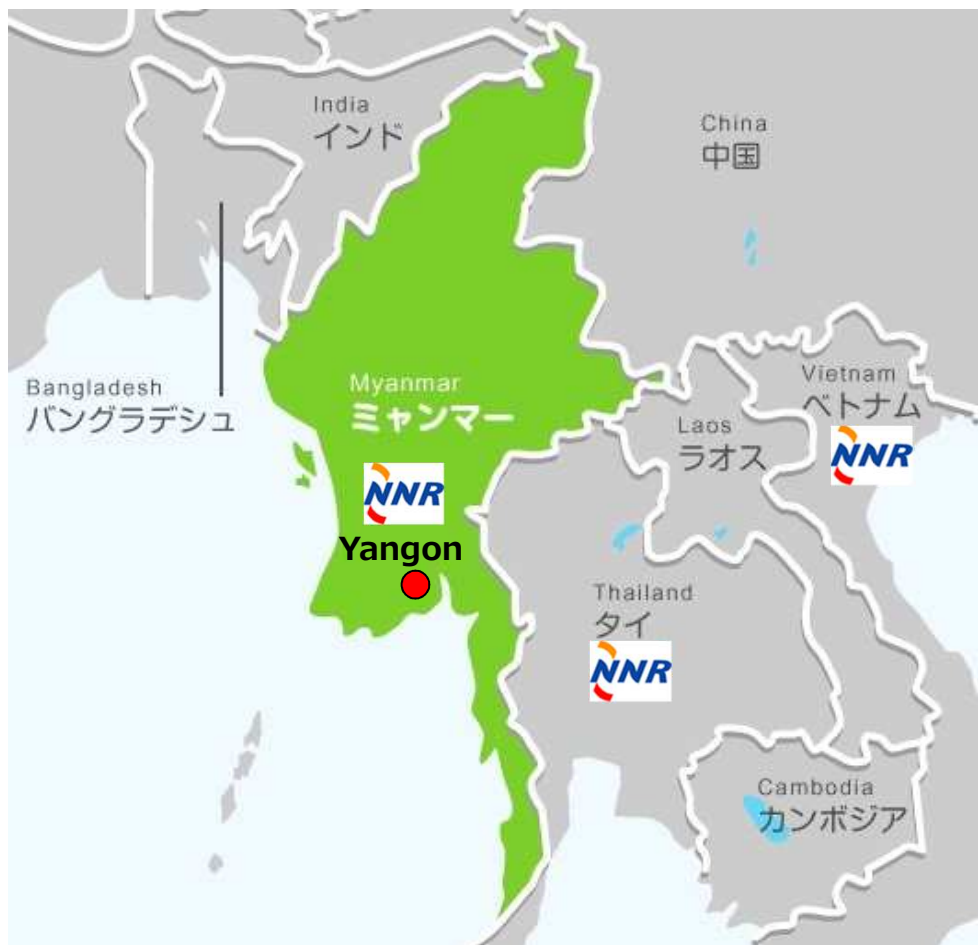 India
インド
China
中国
Bangladesh
バングラデシュ
Myanmar
ミャンマー
Vietnam
ベトナム
Laos
ラオス
NNR
NNR
Yangon
Thailand
タイ
NNR
Cambodia
カンボジア